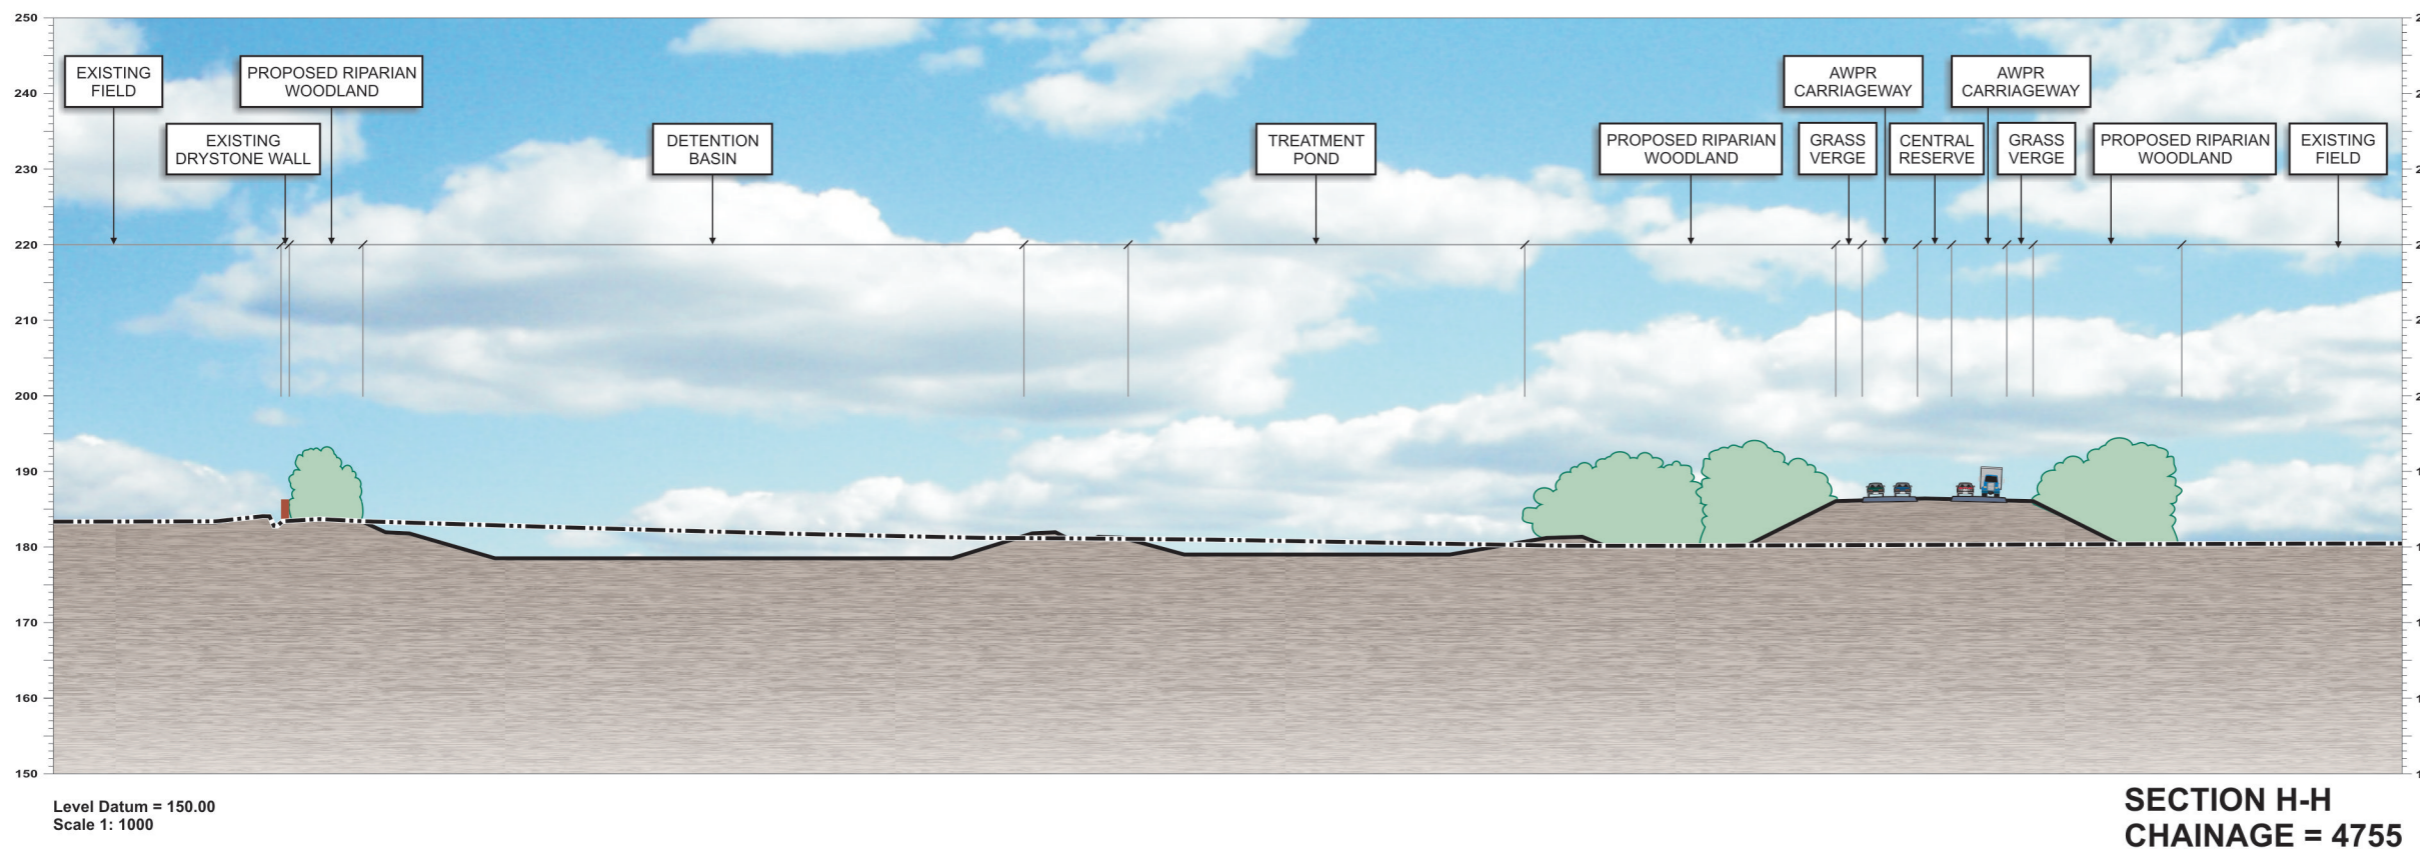 250
240
230
220
210
200
190
180
170
160
150
EXISTING
FIELD
EXISTING
DRYSTONE WALL
PROPOSED RIPARIAN
WOODLAND
DETENTION
BASIN
TREATMENT
POND
PROPOSED RIPARIAN
WOODLAND
GRASS
VERGE
AWPR
CARRIAGEWAY
CENTRAL
RESERVE
AWPR
CARRIAGEWAY
GRASS
VERGE
PROPOSED RIPARIAN
WOODLAND
EXISTING
FIELD
Level Datum = 150.00
Scale 1: 1000
SECTION H-H
CHAINAGE = 4755